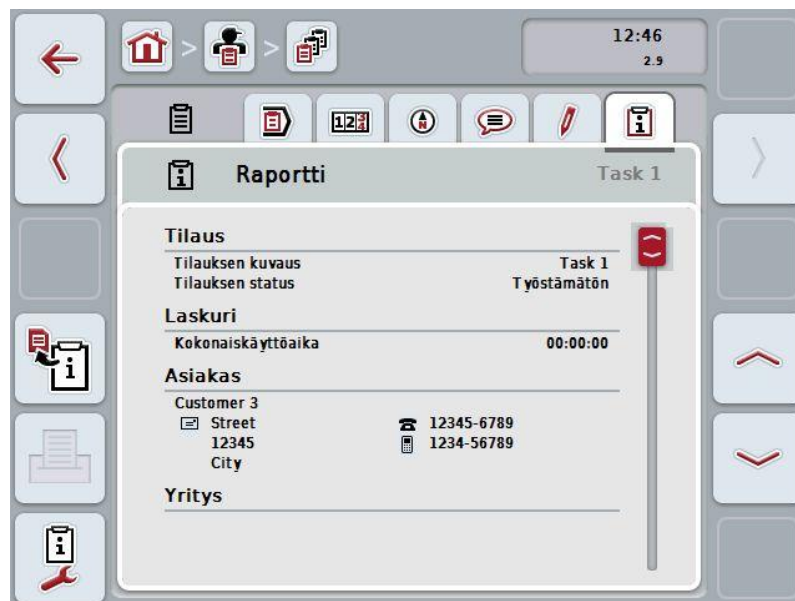 12:46
2.9
Raportti Task 1
Tilaus
Tilauksen kuvaus Task 1
Tilauksen status Työstämätön
Laskuri
Kokonaiskäyttöaika 00:00:00
Asiakas
Customer 3
Street 12345-6789
12345 1234-56789
City
Yritys